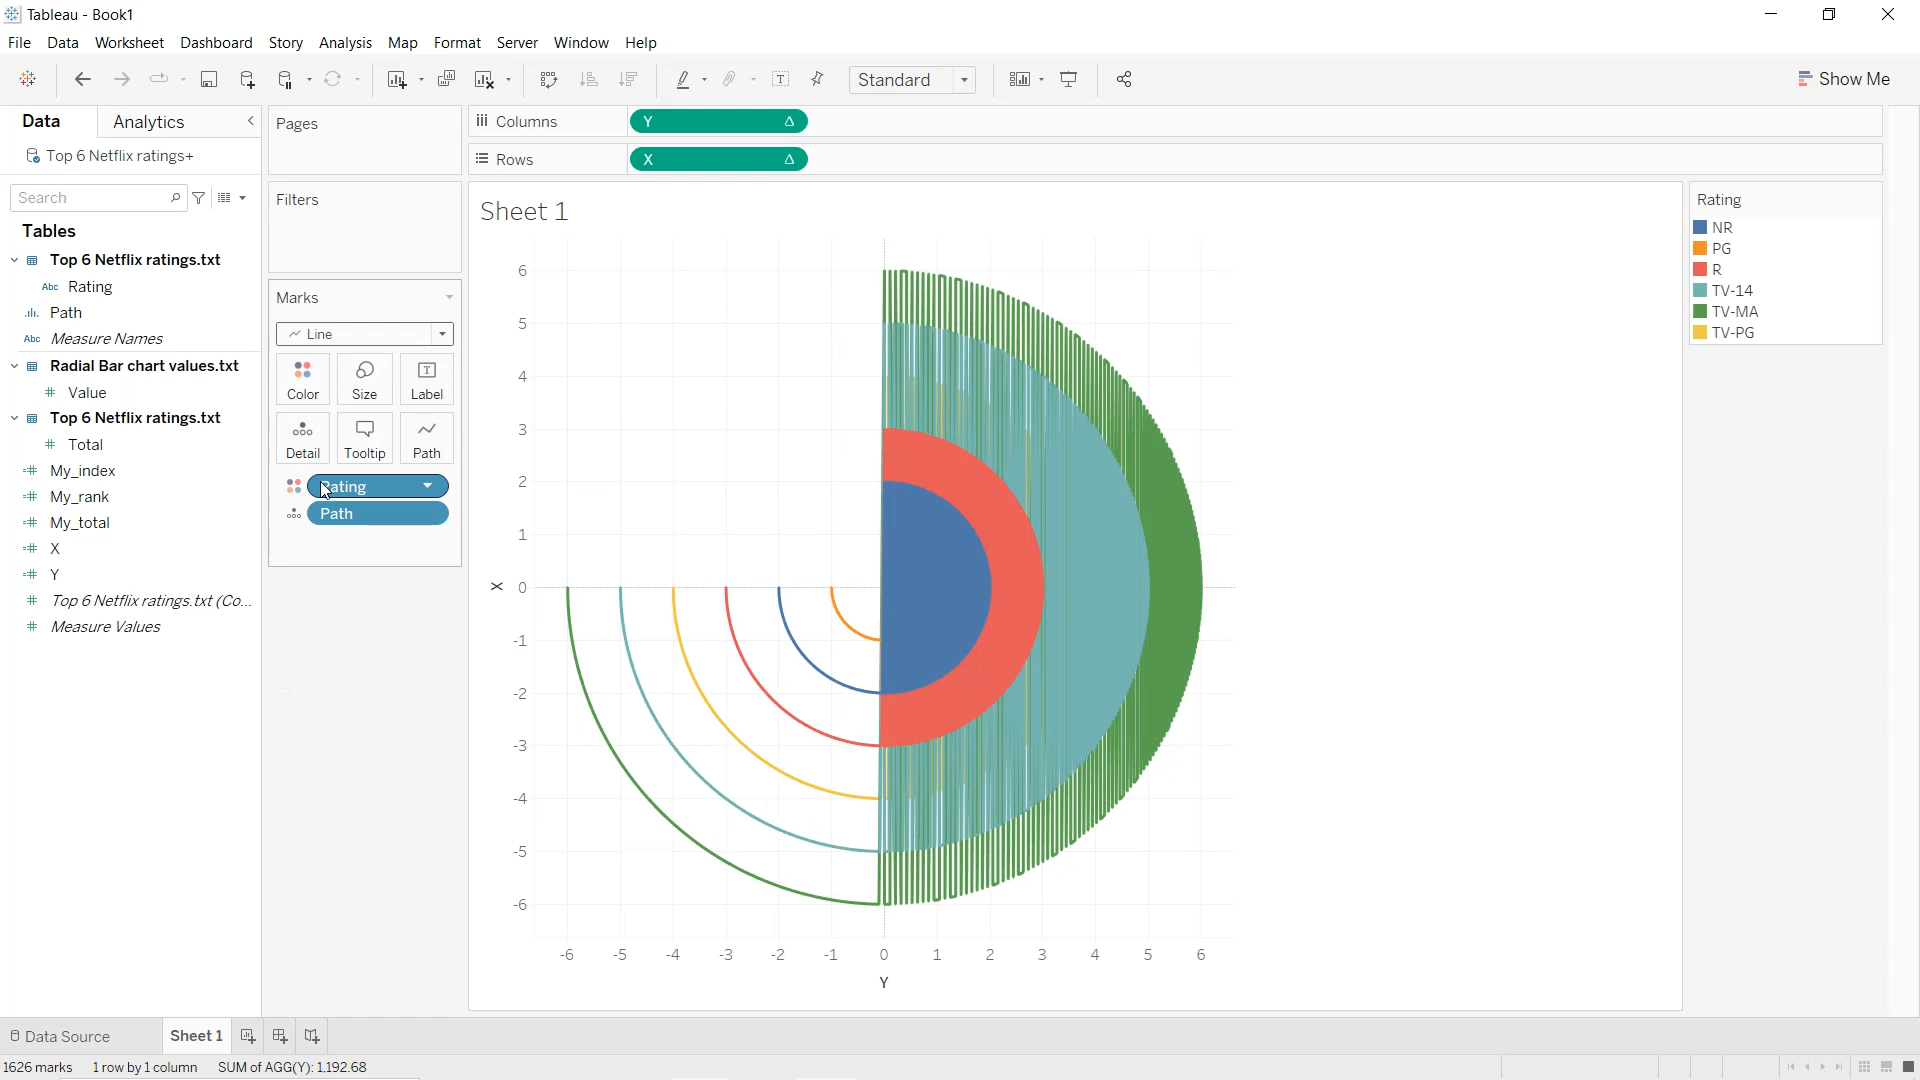 Tableau - Book1
File Data Worksheet Dashboard Story Analysis Map Format Server Window Help
Standard
Show Me
Data
Analytics
Top 6 Netflix ratings+
Search
Tables
Top 6 Netflix ratings.txt
Abc Rating
Path
Abc Measure Names
Radial Bar chart values.txt
# Value
Top 6 Netflix ratings.txt
# Total
=# My_index
=# My_rank
=# My_total
=# X
=# Y
# Top 6 Netflix ratings.txt (Co...
# Measure Values
Pages
Filters
Marks
Line
Color
Size
T
Label
Detail
Tooltip
Path
Rating
Path
Columns
Y Δ
Rows
X Δ
Sheet 1
6
5
4
3
2
1
0
-1
-2
-3
-4
-5
-6
X
-6 -5 -4 -3 -2 -1 0 1 2 3 4 5 6
Y
Rating
NR
PG
R
TV-14
TV-MA
TV-PG
Data Source
Sheet 1
1626 marks 1 row by 1 column SUM of AGG(Y): 1,192.68